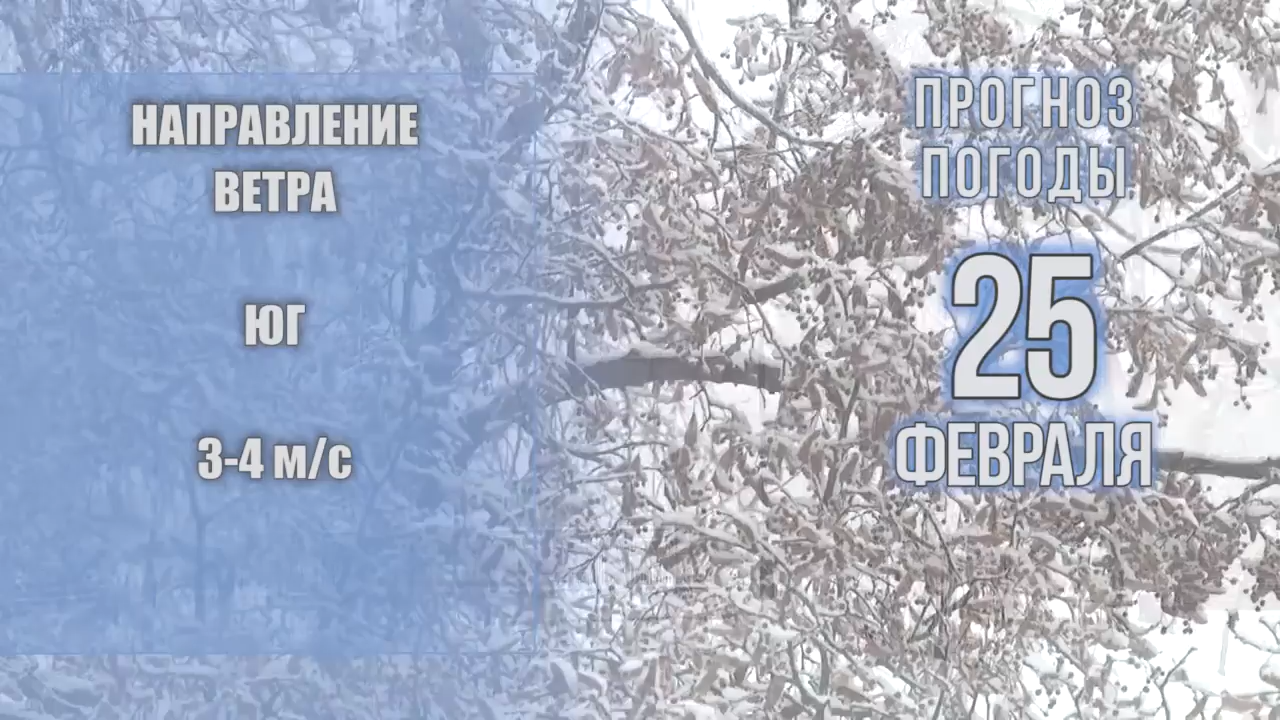 НАПРАВЛЕНИЕ
ВЕТРА
ЮГ
3-4 м/с
ПРОГНОЗ
ПОГОДЫ
25
ФЕВРАЛЯ